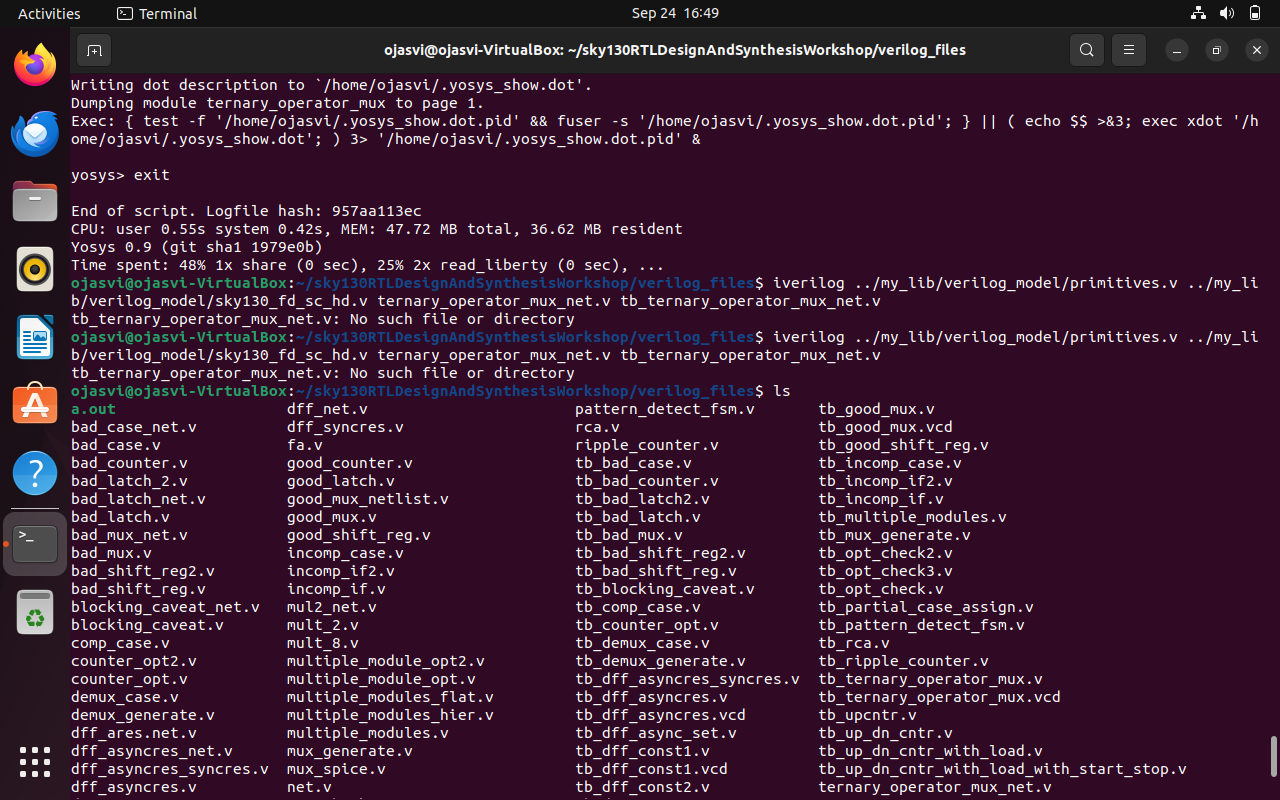 Activities
Terminal
Sep 24 16:49
ojasvi@ojasvi-VirtualBox: ~/sky130RTLDesignAndSynthesisWorkshop/verilog_files
Writing dot description to `/home/ojasvi/.yosys_show.dot'.
Dumping module ternary_operator_mux to page 1.
Exec: { test -f '/home/ojasvi/.yosys_show.dot.pid' && fuser -s '/home/ojasvi/.yosys_show.dot.pid'; } || ( echo $$ >&3; exec xdot '/h
ome/ojasvi/.yosys_show.dot'; ) 3> '/home/ojasvi/.yosys_show.dot.pid' &
yosys> exit
End of script. Logfile hash: 957aa113ec
CPU: user 0.55s system 0.42s, MEM: 47.72 MB total, 36.62 MB resident
Yosys 0.9 (git sha1 1979e0b)
Time spent: 48% 1x share (0 sec), 25% 2x read_liberty (0 sec), ...
ojasvi@ojasvi-VirtualBox:~/sky130RTLDesignAndSynthesisWorkshop/verilog_files$ iverilog ../my_lib/verilog_model/primitives.v ../my_li
b/verilog_model/sky130_fd_sc_hd.v ternary_operator_mux_net.v tb_ternary_operator_mux_net.v
tb_ternary_operator_mux_net.v: No such file or directory
ojasvi@ojasvi-VirtualBox:~/sky130RTLDesignAndSynthesisWorkshop/verilog_files$ iverilog ../my_lib/verilog_model/primitives.v ../my_li
b/verilog_model/sky130_fd_sc_hd.v ternary_operator_mux_net.v tb_ternary_operator_mux_net.v
tb_ternary_operator_mux_net.v: No such file or directory
ojasvi@ojasvi-VirtualBox:~/sky130RTLDesignAndSynthesisWorkshop/verilog_files$ ls
a.out dff_net.v pattern_detect_fsm.v tb_good_mux.v
bad_case_net.v dff_syncres.v rca.v tb_good_mux.vcd
bad_case.v fa.v ripple_counter.v tb_good_shift_reg.v
bad_counter.v good_counter.v tb_bad_case.v tb_incomp_case.v
bad_latch_2.v good_latch.v tb_bad_counter.v tb_incomp_if2.v
bad_latch_net.v good_mux_netlist.v tb_bad_latch2.v tb_incomp_if.v
bad_latch.v good_mux.v tb_bad_latch.v tb_multiple_modules.v
bad_mux_net.v good_shift_reg.v tb_bad_mux.v tb_mux_generate.v
bad_mux.v incomp_case.v tb_bad_shift_reg2.v tb_opt_check2.v
bad_shift_reg2.v incomp_if2.v tb_bad_shift_reg.v tb_opt_check3.v
bad_shift_reg.v incomp_if.v tb_blocking_caveat.v tb_opt_check.v
blocking_caveat_net.v mul2_net.v tb_comp_case.v tb_partial_case_assign.v
blocking_caveat.v mult_2.v tb_counter_opt.v tb_pattern_detect_fsm.v
comp_case.v mult_8.v tb_demux_case.v tb_rca.v
counter_opt2.v multiple_module_opt2.v tb_demux_generate.v tb_ripple_counter.v
counter_opt.v multiple_module_opt.v tb_dff_asyncres_syncres.v tb_ternary_operator_mux.v
demux_case.v multiple_modules_flat.v tb_dff_asyncres.v tb_ternary_operator_mux.vcd
demux_generate.v multiple_modules_hier.v tb_dff_asyncres.vcd tb_upcntr.v
dff_ares.net.v multiple_modules.v tb_dff_async_set.v tb_up_dn_cntr.v
dff_asyncres_net.v mux_generate.v tb_dff_const1.v tb_up_dn_cntr_with_load.v
dff_asyncres_syncres.v mux_spice.v tb_dff_const1.vcd tb_up_dn_cntr_with_load_with_start_stop.v
dff_asyncres.v net.v tb_dff_const2.v ternary_operator_mux_net.v